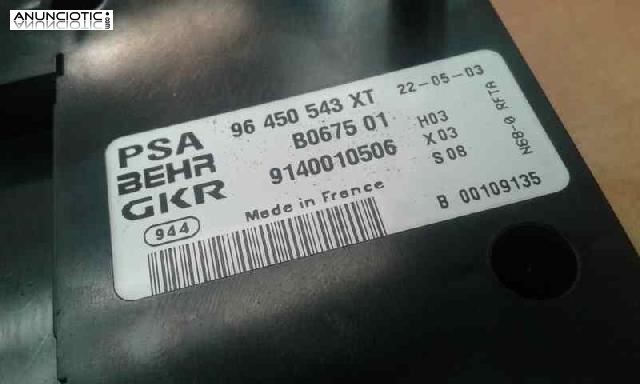 ANUNCIOTIC.com
PSA 96 450 543 XT 22-05-03
BEHR B0675 01 H03
GKR 9140010506 X03
S08
N68-0 RFTA
944 Made in France B 00109135